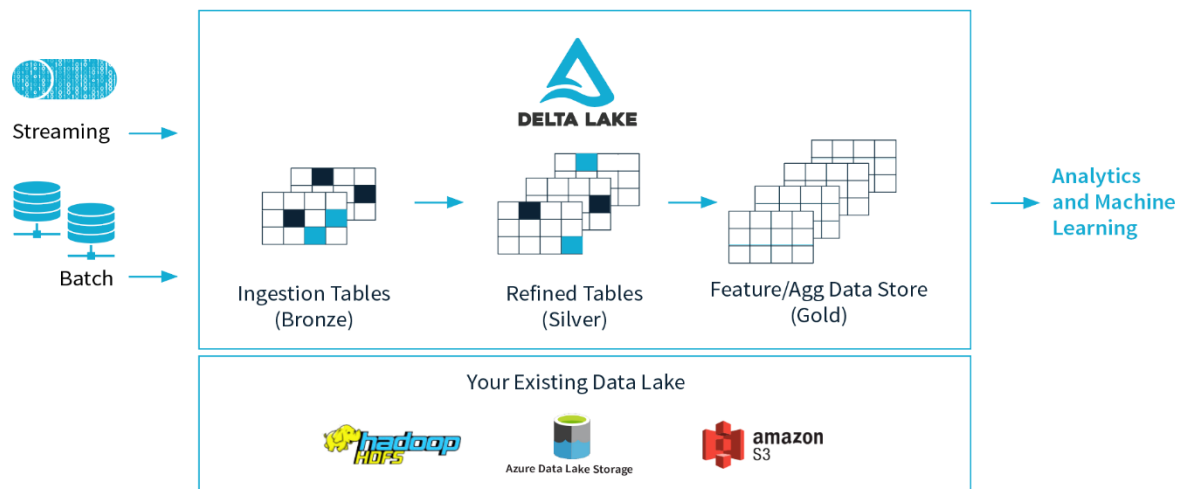 DELTA LAKE
Streaming
Batch
Ingestion Tables
(Bronze)
Refined Tables
(Silver)
Feature/Agg Data Store
(Gold)
Analytics
and Machine
Learning
Your Existing Data Lake
hadoop
HDFS
Azure Data Lake Storage
amazon
S3